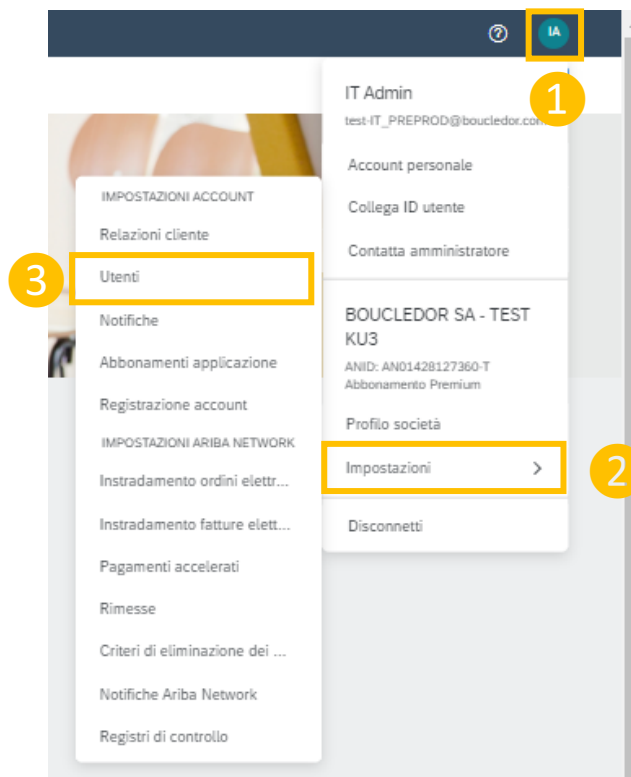 IA
1
IT Admin
test-IT_PREPROD@boucledor.com
Account personale
Collega ID utente
Contatta amministratore
BOUCLEDOR SA - TEST
KU3
ANID: AN01428127360-T
Abbonamento Premium
Profilo società
Impostazioni
2
Disconnetti
IMPOSTAZIONI ACCOUNT
Relazioni cliente
3
Utenti
Notifiche
Abbonamenti applicazione
Registrazione account
IMPOSTAZIONI ARIBA NETWORK
Instradamento ordini elettr...
Instradamento fatture elett...
Pagamenti accelerati
Rimesse
Criteri di eliminazione dei ...
Notifiche Ariba Network
Registri di controllo